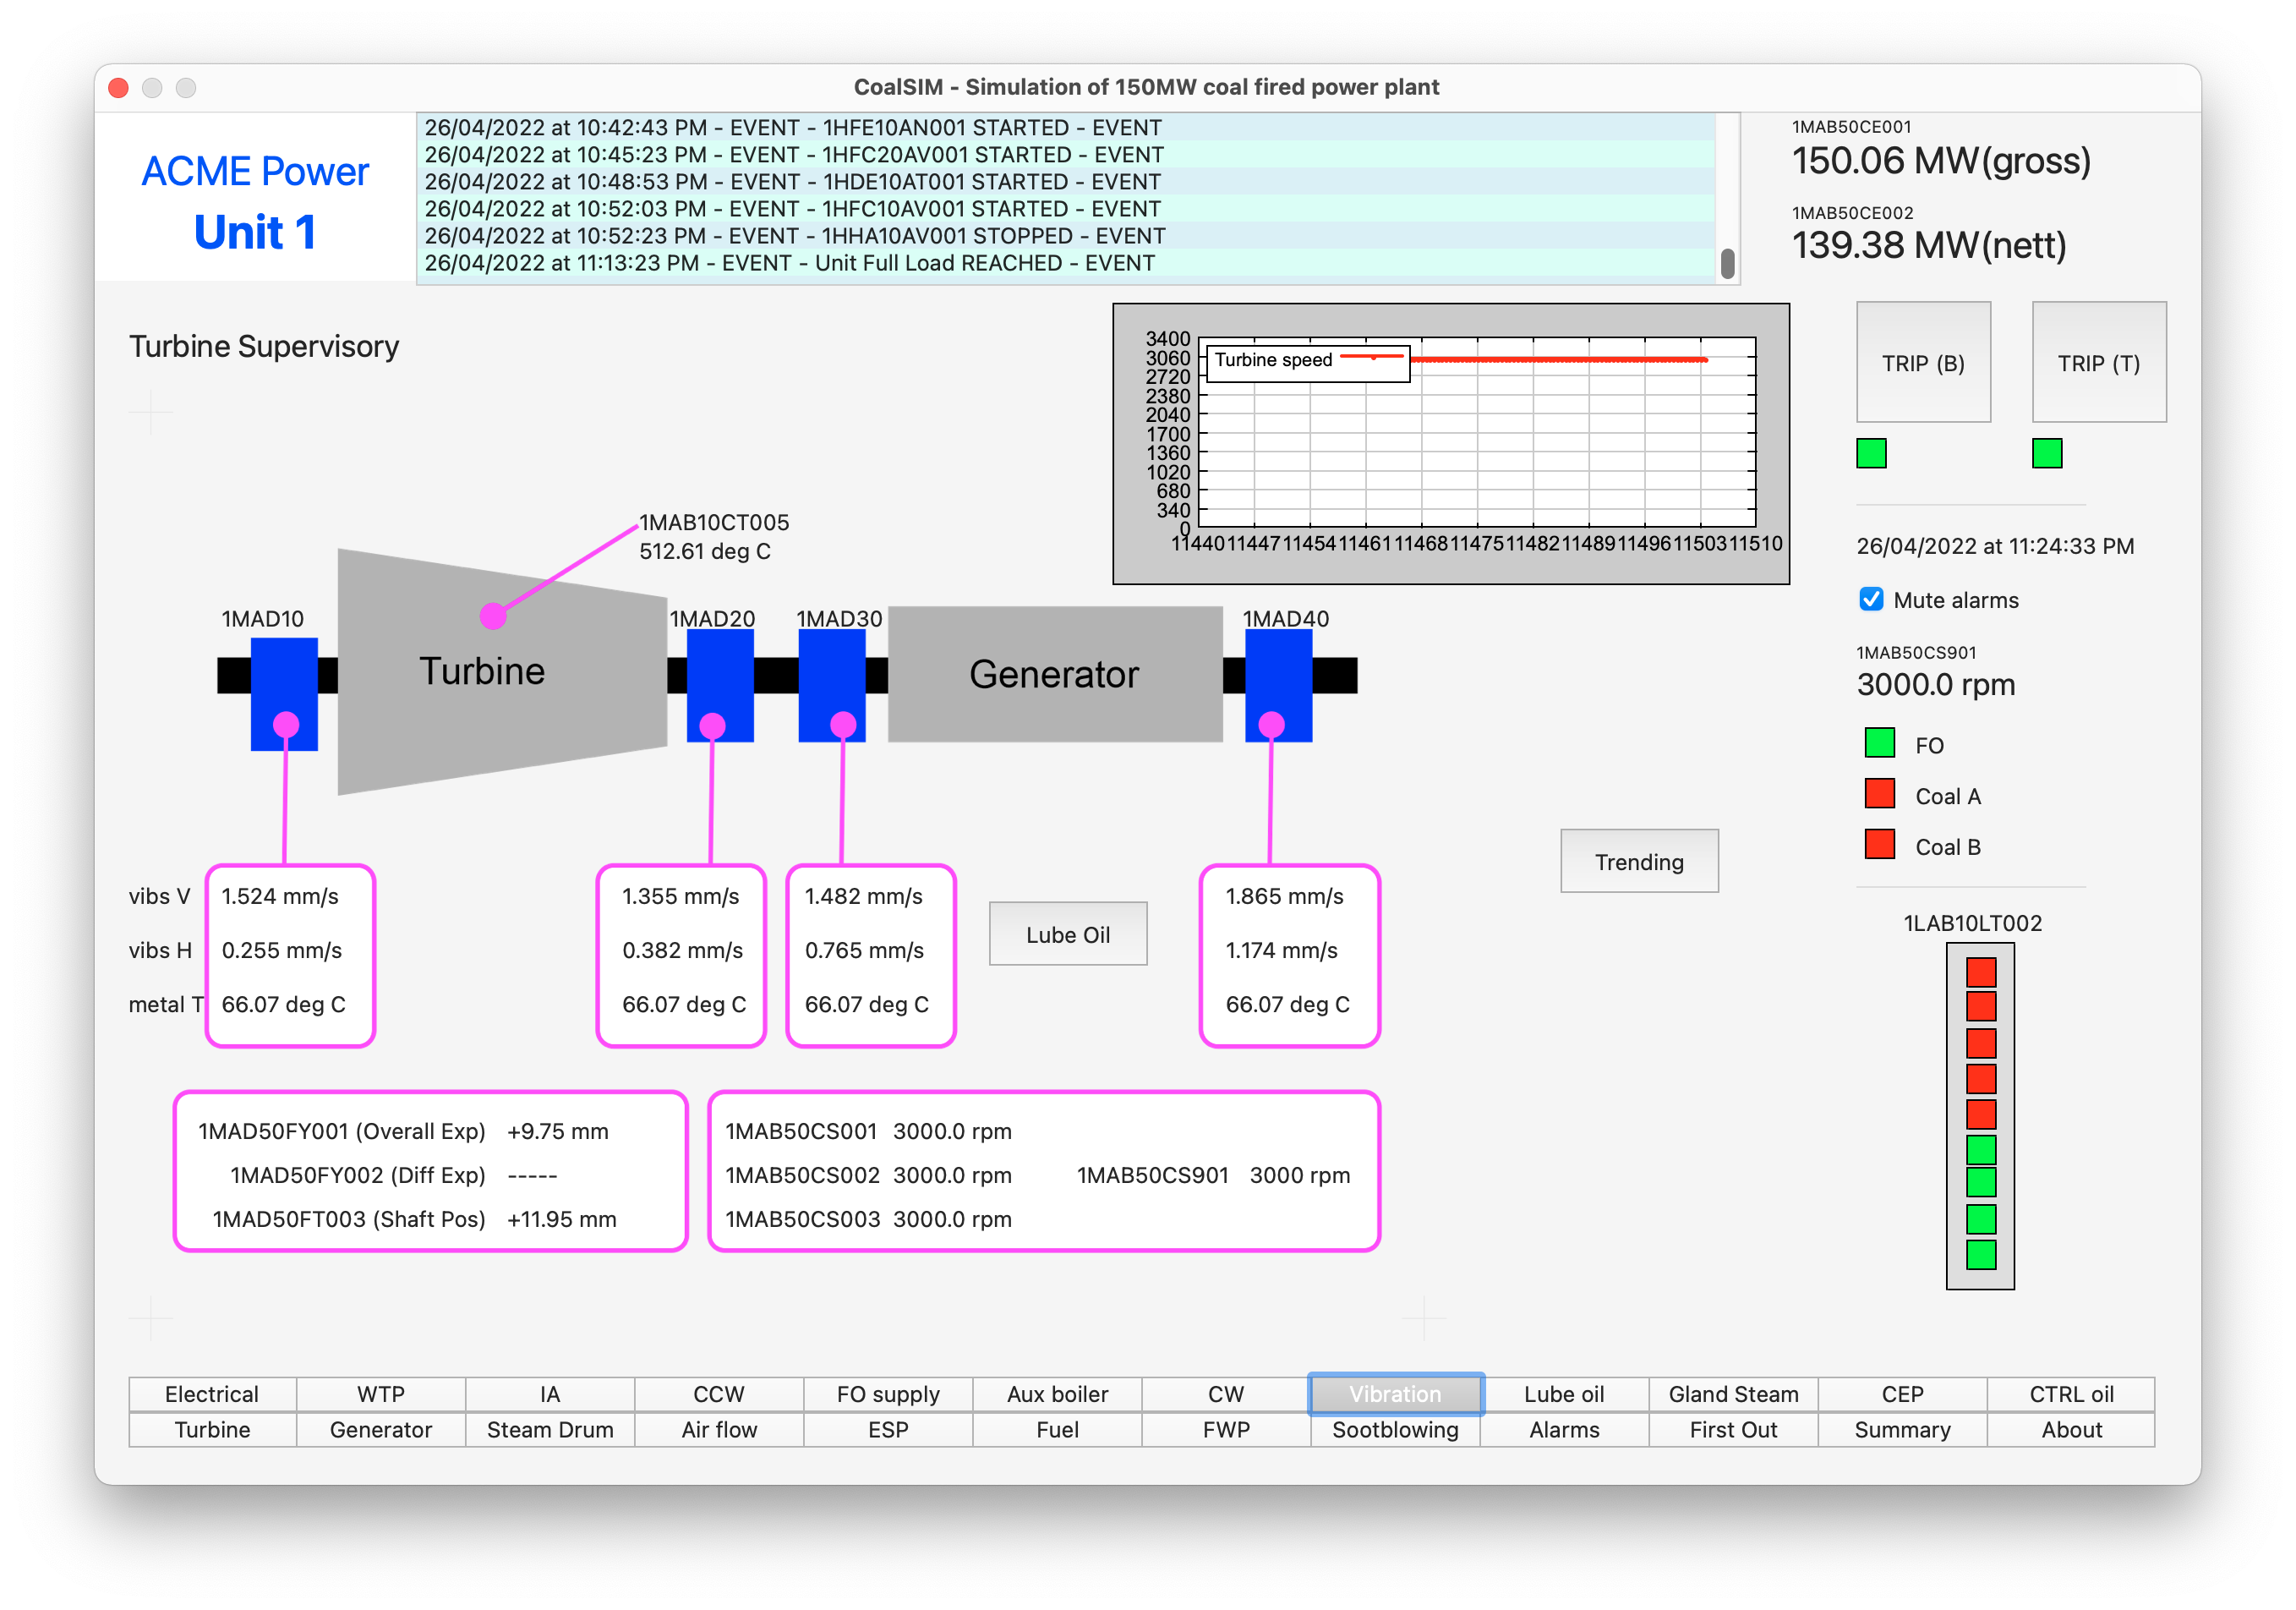 CoalSIM - Simulation of 150MW coal fired power plant
ACME Power
Unit 1
26/04/2022 at 10:42:43 PM - EVENT - 1HFE10AN001 STARTED - EVENT
26/04/2022 at 10:45:23 PM - EVENT - 1HFC20AV001 STARTED - EVENT
26/04/2022 at 10:48:53 PM - EVENT - 1HDE10AT001 STARTED - EVENT
26/04/2022 at 10:52:03 PM - EVENT - 1HFC10AV001 STARTED - EVENT
26/04/2022 at 10:52:23 PM - EVENT - 1HHA10AV001 STOPPED - EVENT
26/04/2022 at 11:13:23 PM - EVENT - Unit Full Load REACHED - EVENT
1MAB50CE001
150.06 MW(gross)
1MAB50CE002
139.38 MW(nett)
Turbine Supervisory
3400
3060
2720
2380
2040
1700
1360
1020
680
340
0
Turbine speed
11440 11447 11454 11461 11468 11475 11482 11489 11496 11503 11510
TRIP (B)
TRIP (T)
26/04/2022 at 11:24:33 PM
Mute alarms
1MAB50CS901
3000.0 rpm
FO
Coal A
Coal B
1LAB10LT002
1MAB10CT005
512.61 deg C
1MAD10
1MAD20
1MAD30
1MAD40
Turbine
Generator
Trending
vibs V 1.524 mm/s 1.355 mm/s 1.482 mm/s 1.865 mm/s
vibs H 0.255 mm/s 0.382 mm/s 0.765 mm/s 1.174 mm/s
metal T 66.07 deg C 66.07 deg C 66.07 deg C 66.07 deg C
Lube Oil
1MAD50FY001 (Overall Exp) +9.75 mm
1MAD50FY002 (Diff Exp) -----
1MAD50FT003 (Shaft Pos) +11.95 mm
1MAB50CS001 3000.0 rpm
1MAB50CS002 3000.0 rpm 1MAB50CS901 3000 rpm
1MAB50CS003 3000.0 rpm
Electrical WTP IA CCW FO supply Aux boiler CW Vibration Lube oil Gland Steam CEP CTRL oil
Turbine Generator Steam Drum Air flow ESP Fuel FWP Sootblowing Alarms First Out Summary About